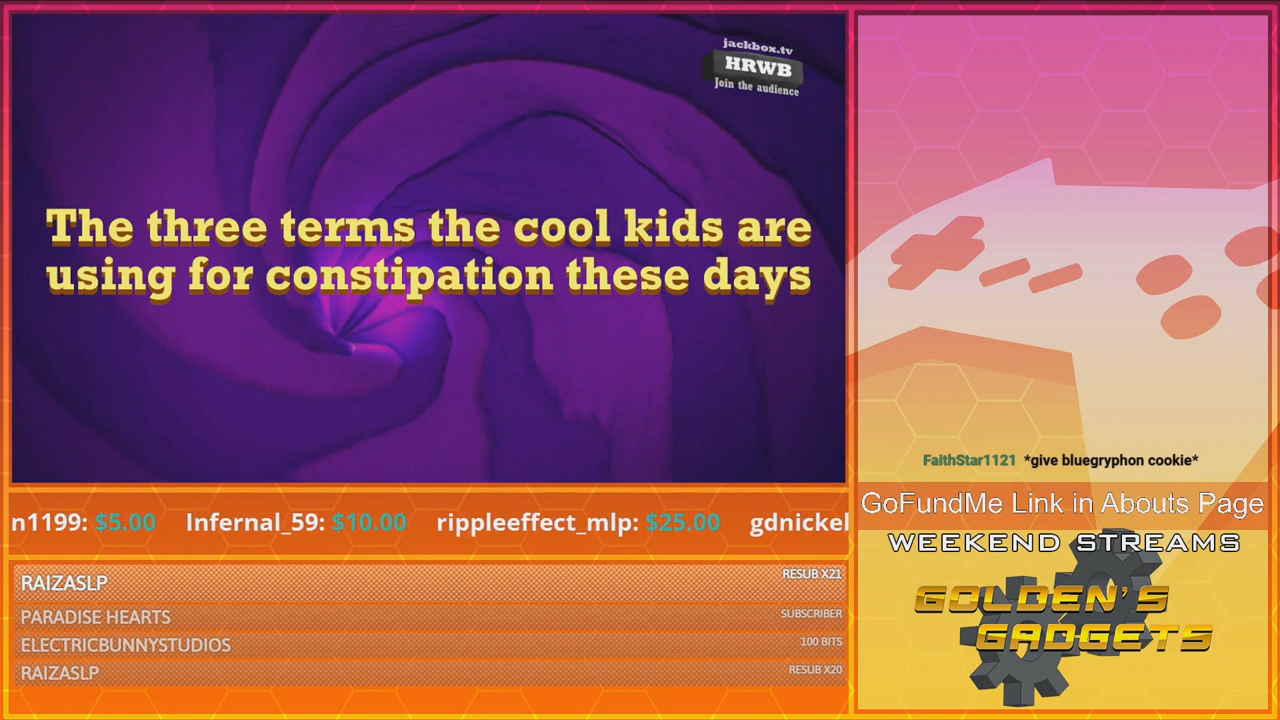 jackbox.tv
HRWB
Join the audience
The three terms the cool kids are
using for constipation these days
FaithStar1121 *give bluegryphon cookie*
GoFundMe Link in Abouts Page
WEEKEND STREAMS
GOLDEN'S
GADGETS
n1199: $5.00 Infernal_59: $10.00 rippleeffect_mlp: $25.00 gdnickel
RAIZASLP RESUB X21
PARADISE HEARTS SUBSCRIBER
ELECTRICBUNNYSTUDIOS 100 BITS
RAIZASLP RESUB X20